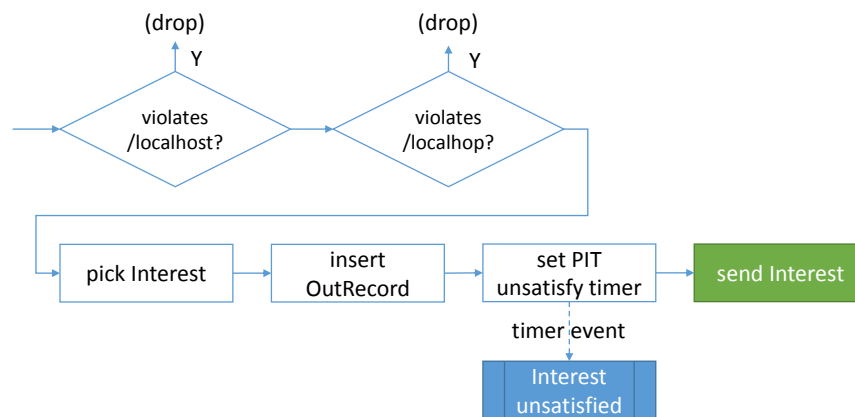 (drop)
(drop)
Y
Y
violates
/localhost?
violates
/localhop?
pick Interest
insert
OutRecord
set PIT
unsatisfy timer
send Interest
timer event
Interest
unsatisfied